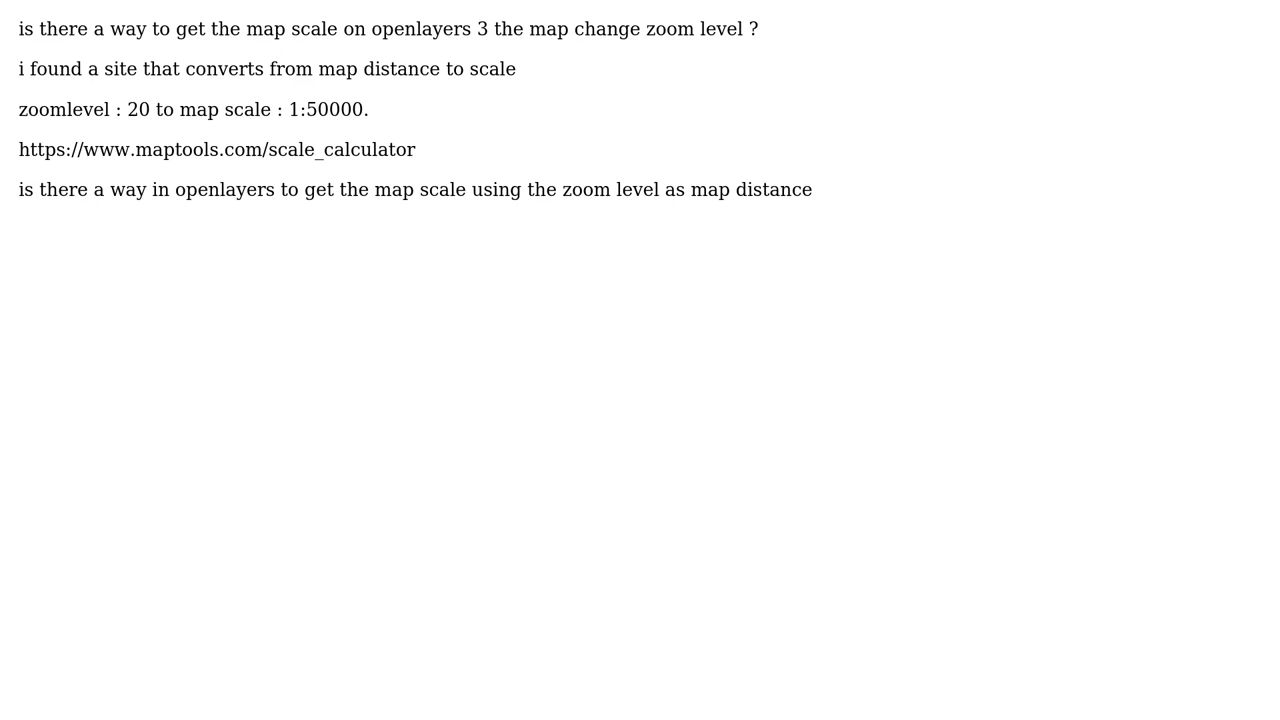 is there a way to get the map scale on openlayers 3 the map change zoom level ?
i found a site that converts from map distance to scale
zoomlevel : 20 to map scale : 1:50000.
https://www.maptools.com/scale_calculator
is there a way in openlayers to get the map scale using the zoom level as map distance